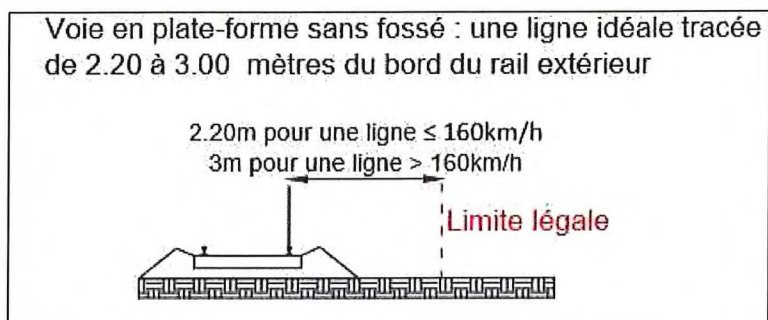 Voie en plate-forme sans fossé : une ligne idéale tracée
de 2.20 à 3.00 mètres du bord du rail extérieur
2.20m pour une ligne ≤ 160km/h
3m pour une ligne > 160km/h
Limite légale